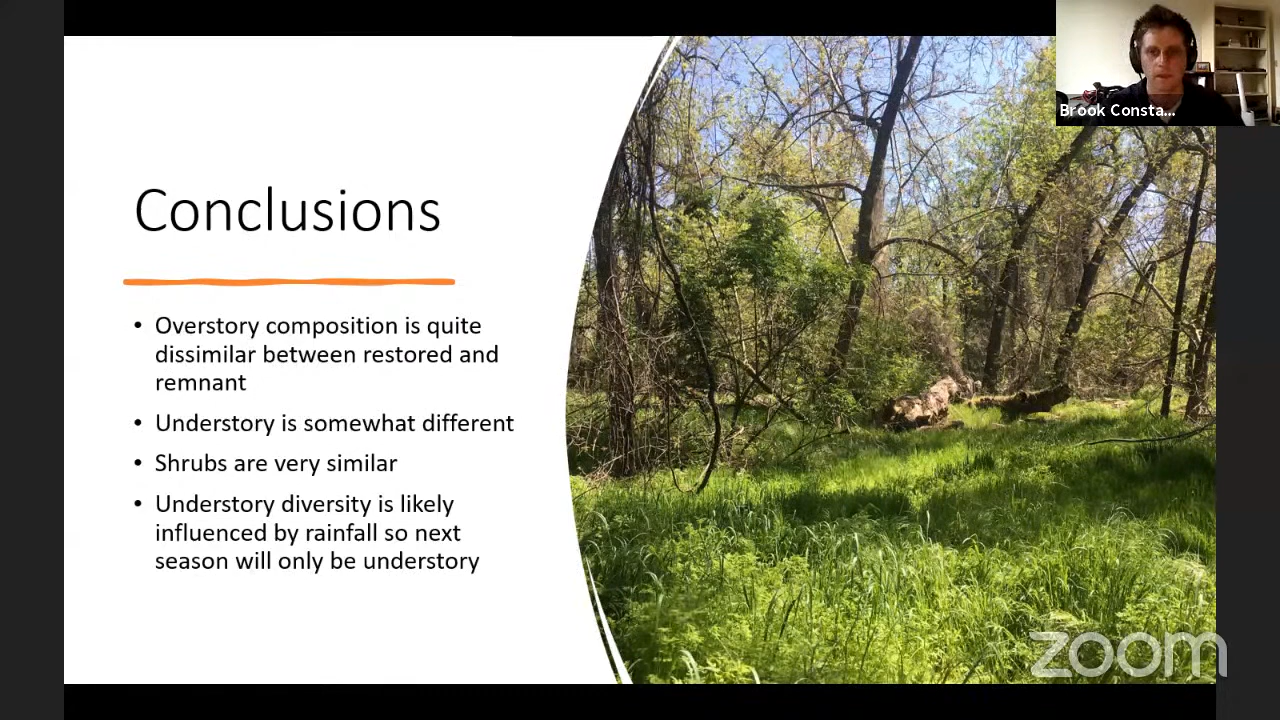 Brook Consta...
Conclusions
• Overstory composition is quite
dissimilar between restored and
remnant
• Understory is somewhat different
• Shrubs are very similar
• Understory diversity is likely
influenced by rainfall so next
season will only be understory
zoom